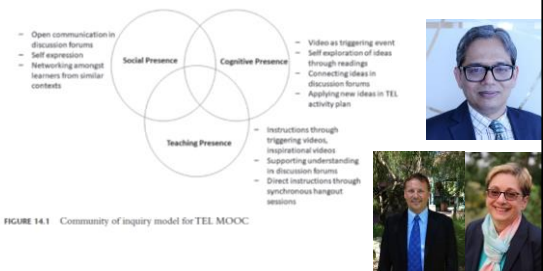 – Open communication in
discussion forums
– Self expression
– Networking amongst
learners from similar
contexts
Social Presence
Cognitive Presence
– Video as triggering event
– Self exploration of ideas
through readings
– Connecting ideas in
discussion forums
– Applying new ideas in TEL
activity plan
Teaching Presence
– Instructions through
triggering videos,
inspirational videos
– Supporting understanding
in discussion forums
– Direct instructions through
synchronous hangout
sessions
FIGURE 14.1 Community of inquiry model for TEL MOOC